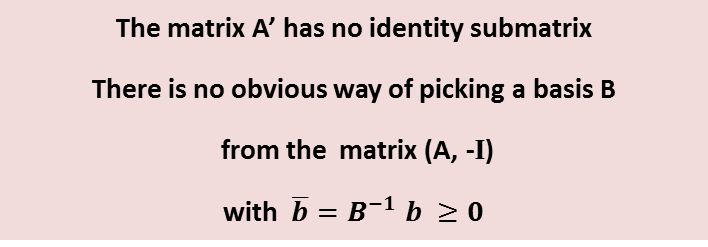 The matrix A’ has no identity submatrix
There is no obvious way of picking a basis B
from the matrix (A, -I)
with b̅ = B⁻¹ b ≥ 0